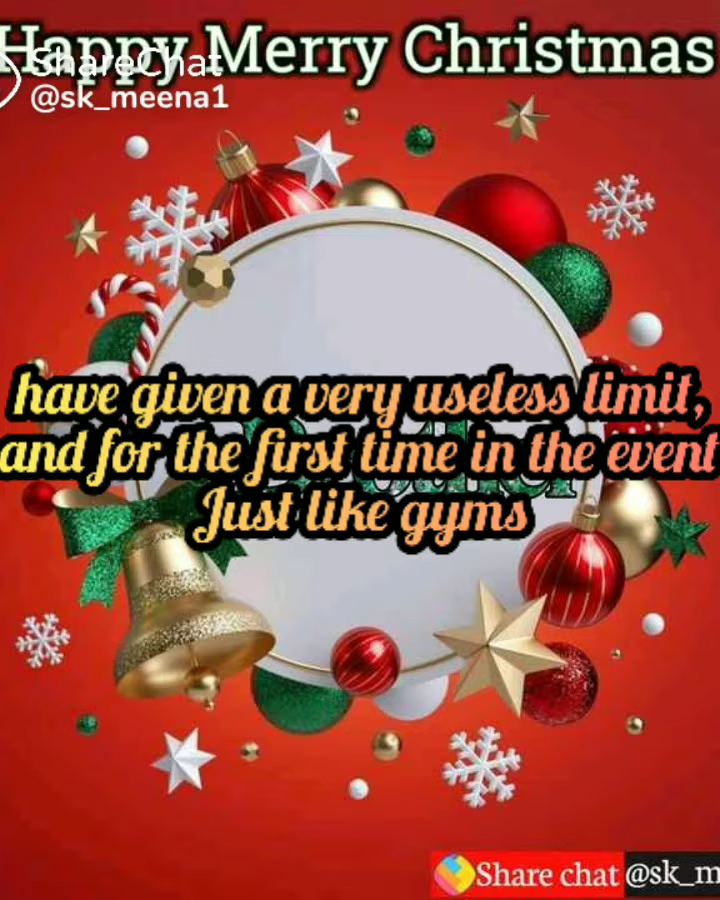 Happy Merry Christmas
ShareChat
@sk_meena1
have given a very useless limit,
and for the first time in the event
Just like gyms
Share chat @sk_m